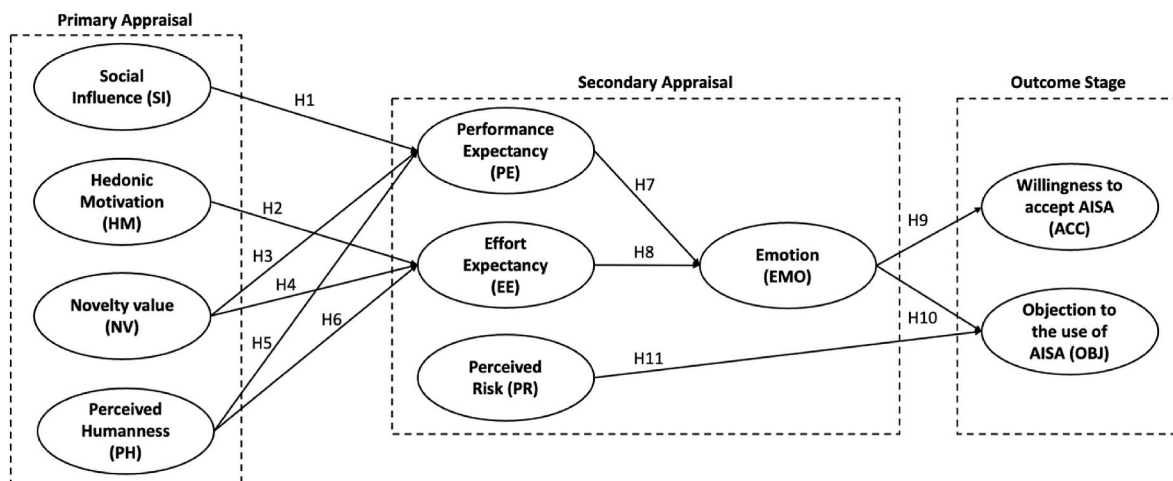 Primary Appraisal
Social
Influence (SI)
Hedonic
Motivation
(HM)
Novelty value
(NV)
Perceived
Humanness
(PH)
H1
H2
H3
H4
H5
H6
Secondary Appraisal
Performance
Expectancy
(PE)
Effort
Expectancy
(EE)
Perceived
Risk (PR)
H7
H8
H11
Emotion
(EMO)
H9
H10
Outcome Stage
Willingness to
accept AISA
(ACC)
Objection to
the use of
AISA (OBJ)